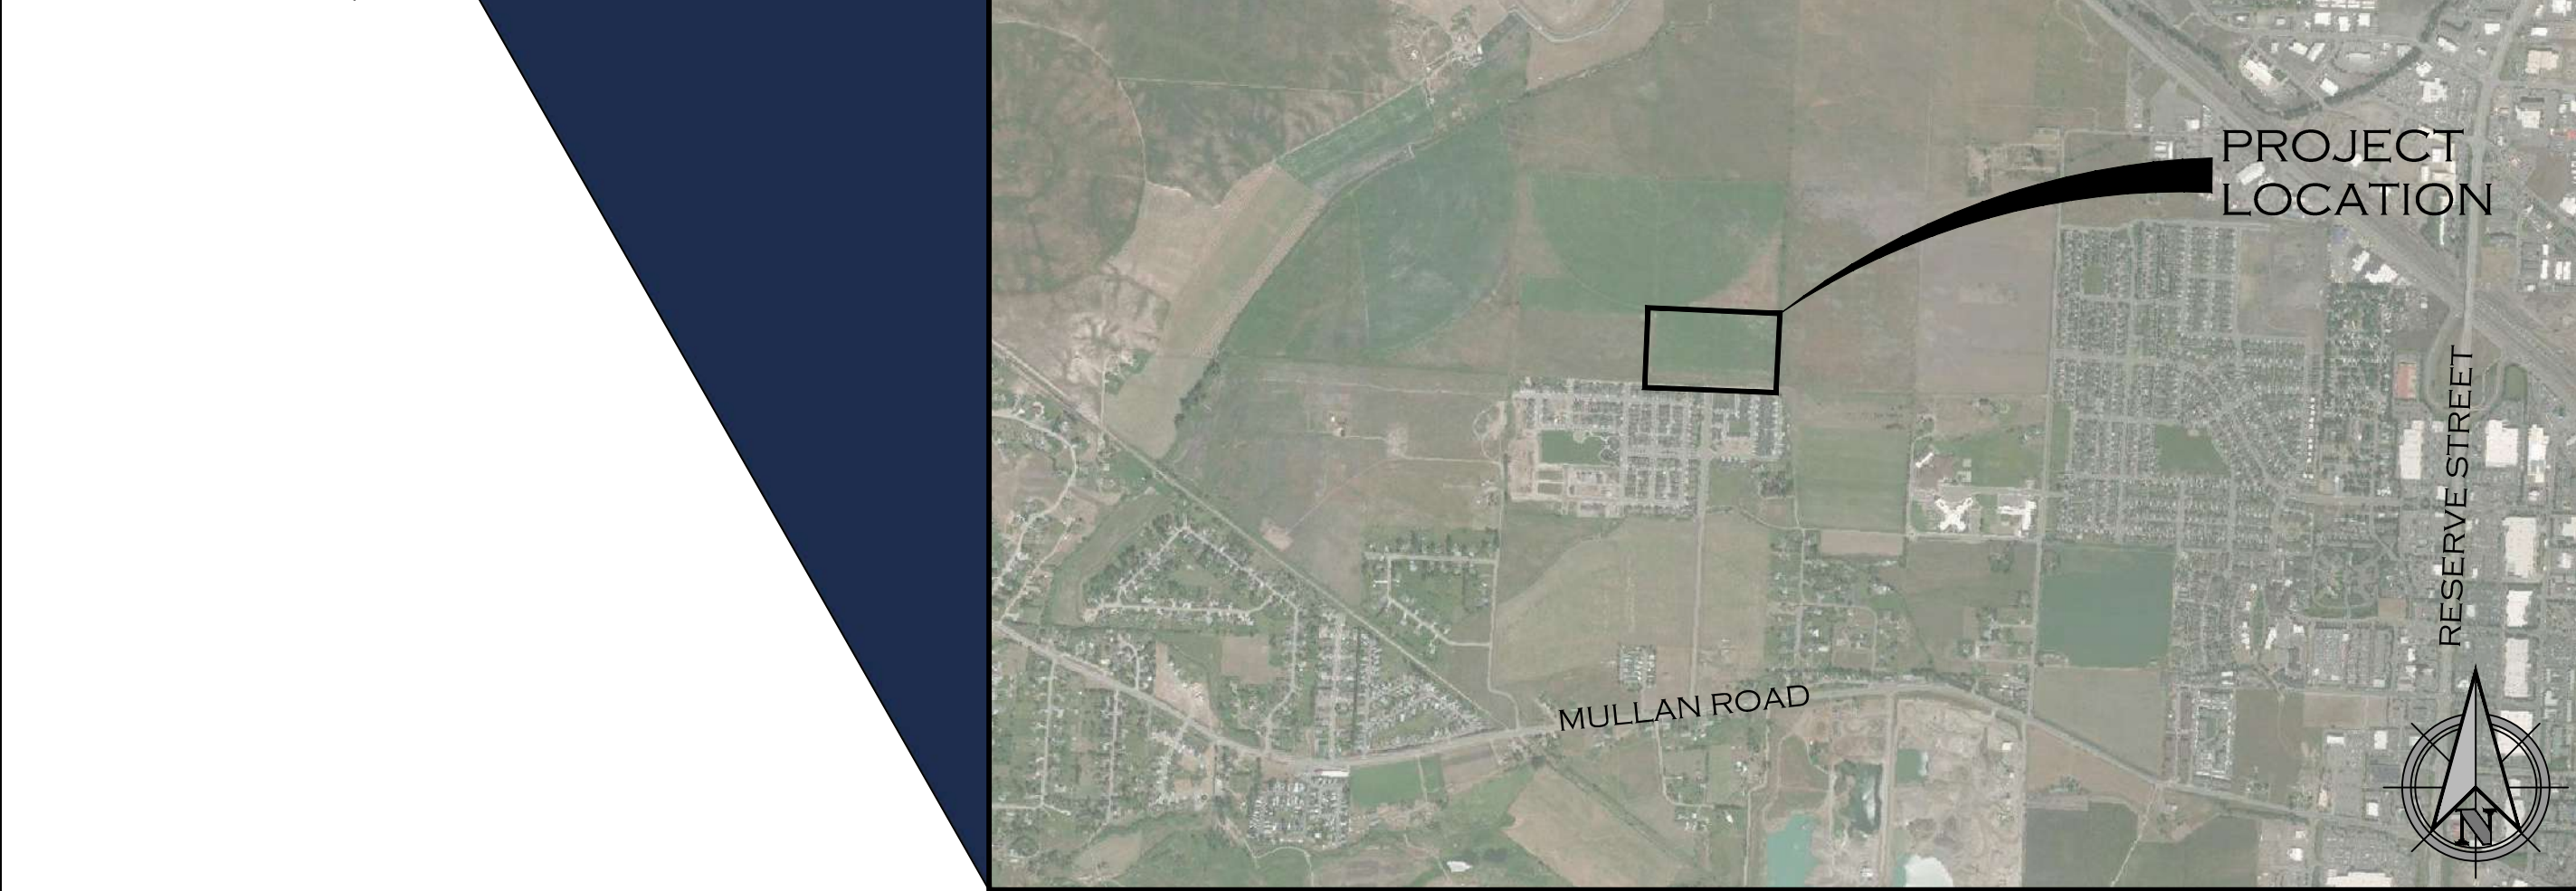 PROJECT
LOCATION
RESERVE STREET
MULLAN ROAD
N